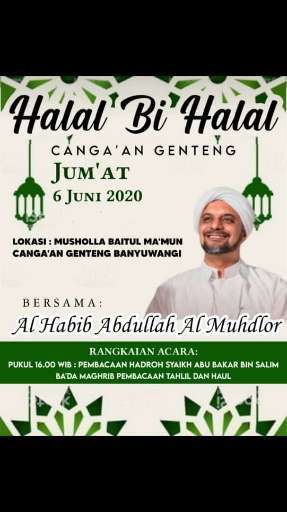 Halal Bi Halal
CANGA'AN GENTENG
JUM'AT
6 JUNI 2020
LOKASI : MUSHOLLA BAITUL MA'MUN
CANGA'AN GENTENG BANYUWANGI
BERSAMA:
Al Habib Abdullah Al Muhdlor
RANGKAIAN ACARA:
PUKUL 16.00 WIB : PEMBACAAN HADROH SYAIKH ABU BAKAR BIN SALIM
BA'DA MAGHRIB PEMBACAAN TAHLIL DAN HAUL